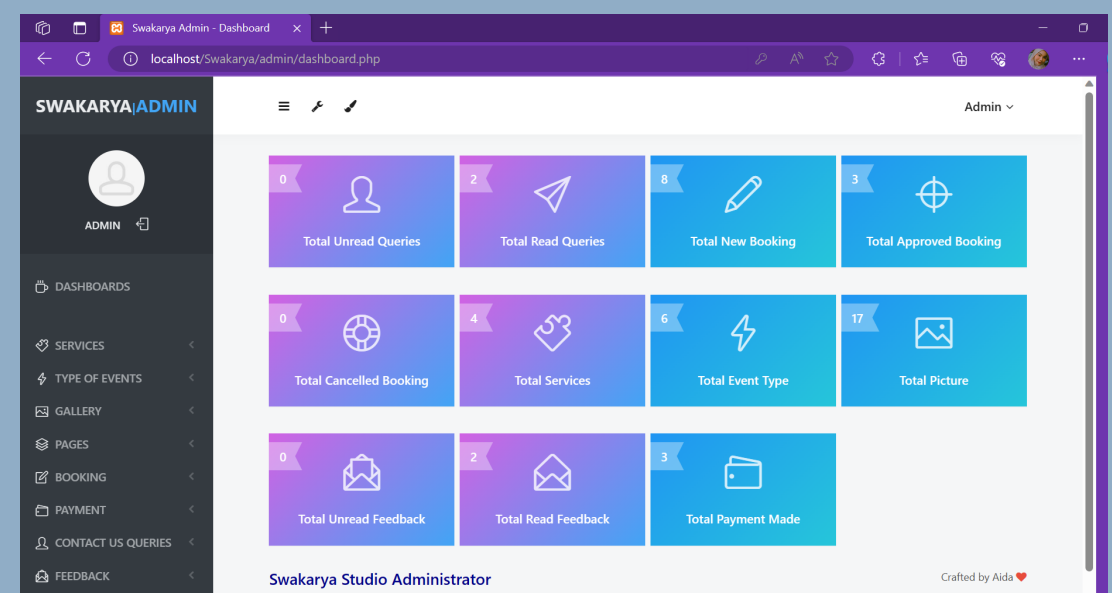 Swakarya Admin - Dashboard
localhost/Swakarya/admin/dashboard.php
SWAKARYA|ADMIN
Admin
ADMIN
DASHBOARDS
SERVICES
TYPE OF EVENTS
GALLERY
PAGES
BOOKING
PAYMENT
CONTACT US QUERIES
FEEDBACK
0
Total Unread Queries
2
Total Read Queries
8
Total New Booking
3
Total Approved Booking
0
Total Cancelled Booking
4
Total Services
6
Total Event Type
17
Total Picture
0
Total Unread Feedback
2
Total Read Feedback
3
Total Payment Made
Swakarya Studio Administrator
Crafted by Aida